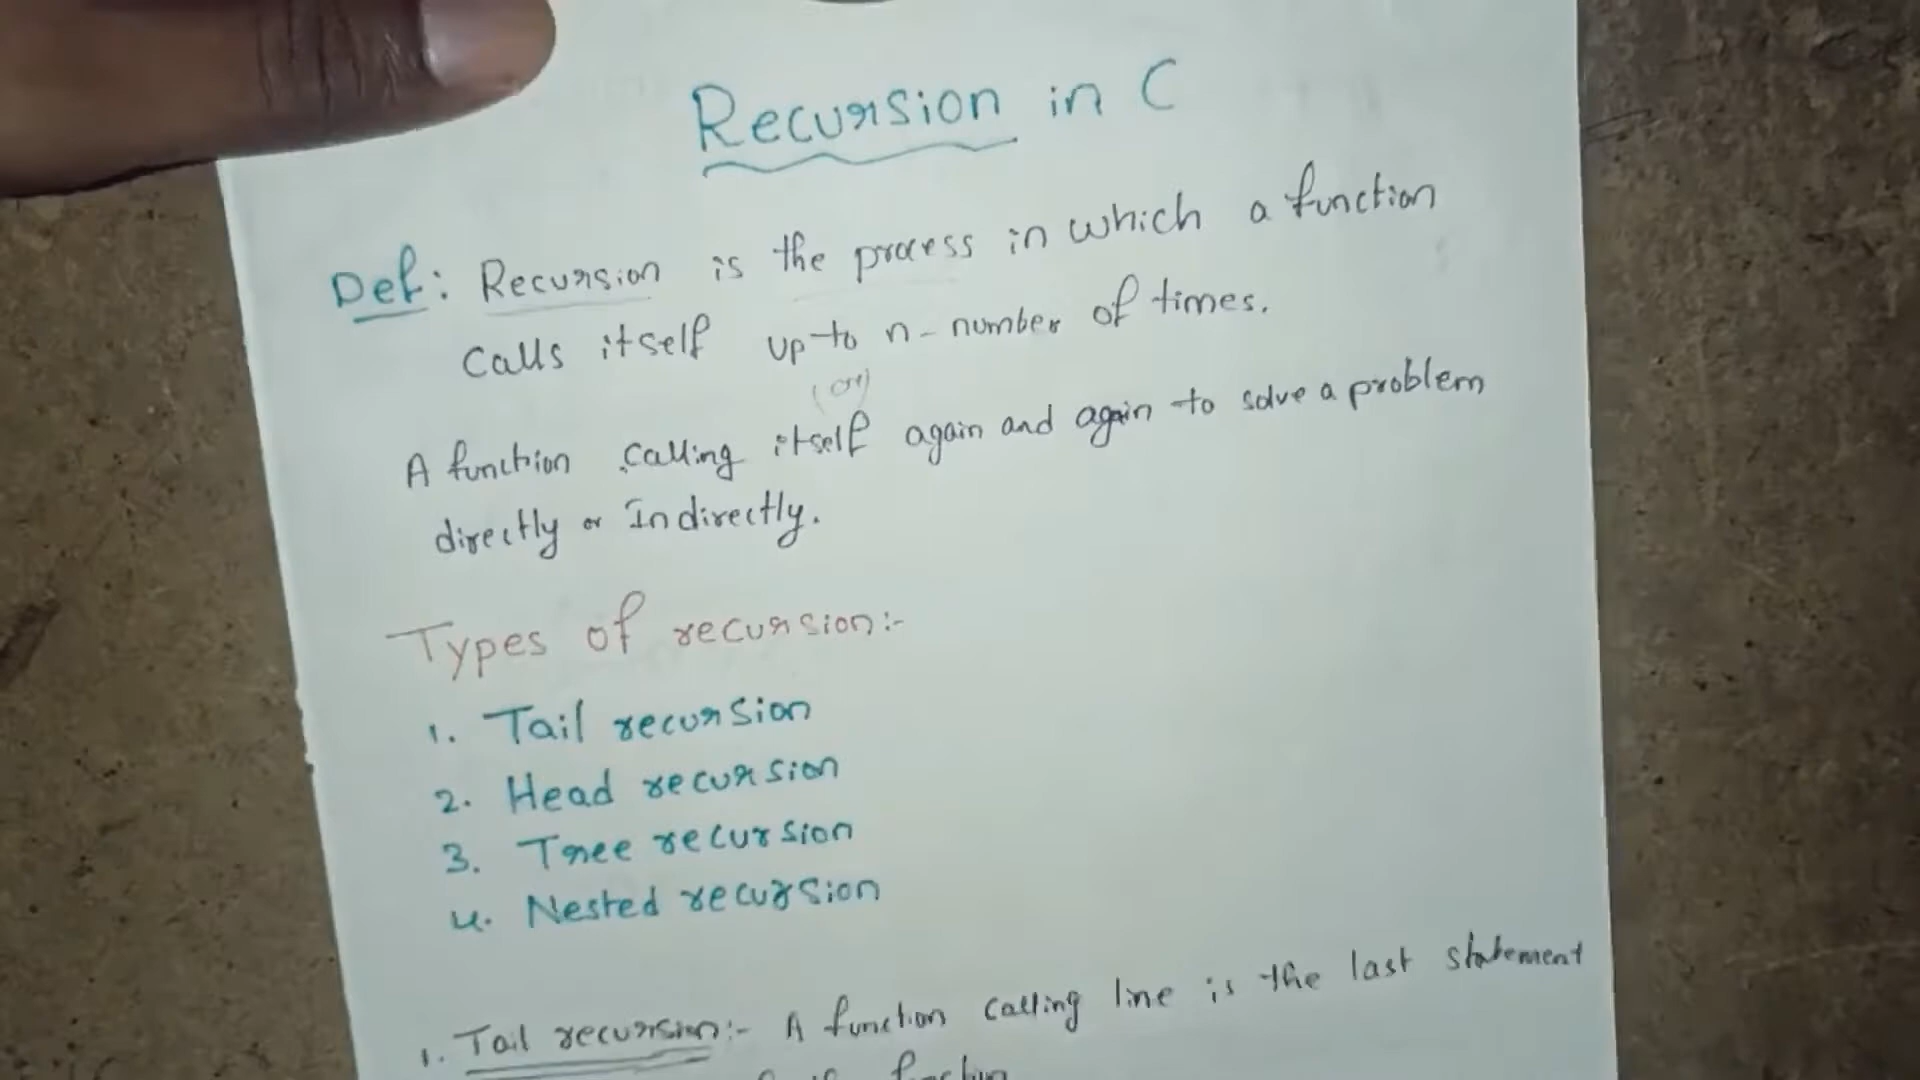 Recursion in C
Def: Recursion is the process in which a function
calls itself up to n-number of times.
(or)
A function calling itself again and again to solve a problem
directly or Indirectly.
Types of recursion:-
1. Tail recursion
2. Head recursion
3. Tree recursion
4. Nested recursion
1. Tail recursion:- A function calling line is the last statement
function